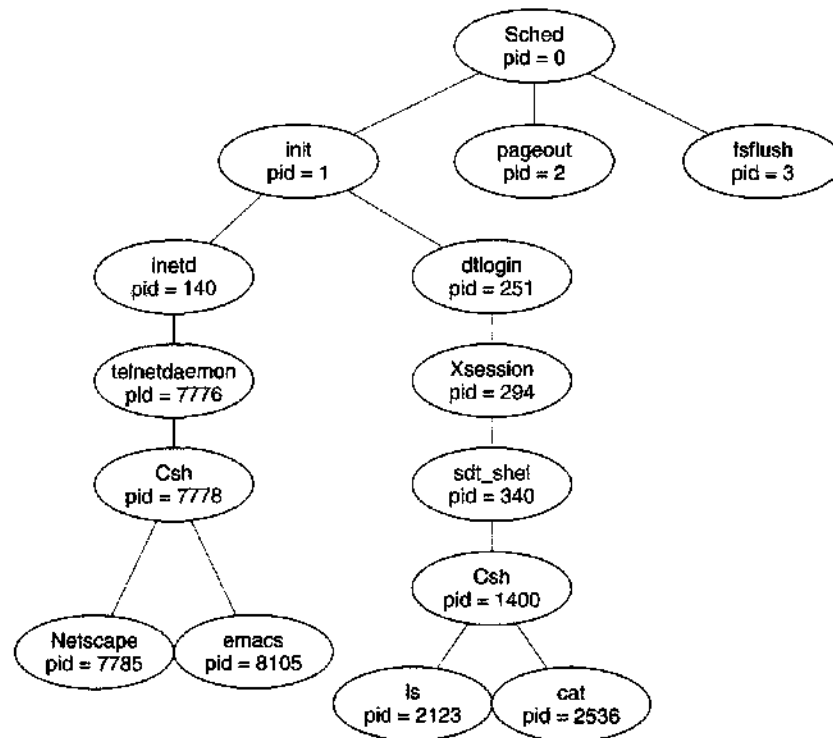 Sched
pid = 0
init
pid = 1
pageout
pid = 2
fsflush
pid = 3
inetd
pid = 140
dtlogin
pid = 251
telnetdaemon
pid = 7776
Xsession
pid = 294
Csh
pid = 7778
sdt_shel
pid = 340
Csh
pid = 1400
Netscape
pid = 7785
emacs
pid = 8105
ls
pid = 2123
cat
pid = 2536